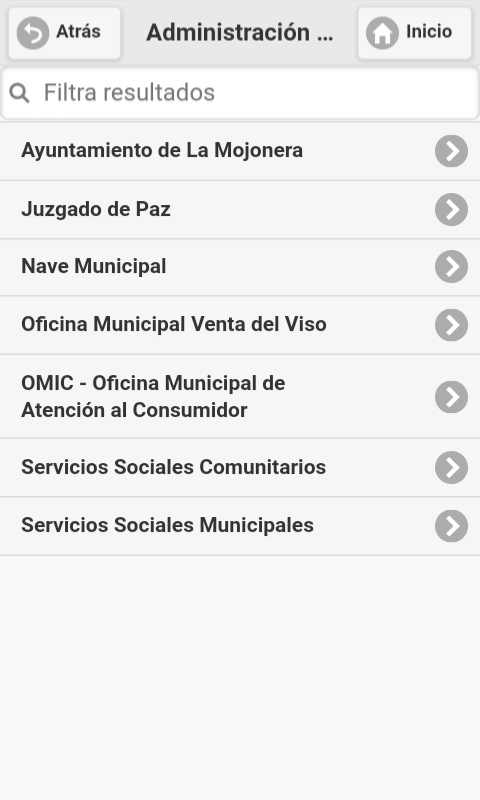 Atrás
Administración ...
Inicio
Filtra resultados
Ayuntamiento de La Mojonera
Juzgado de Paz
Nave Municipal
Oficina Municipal Venta del Viso
OMIC - Oficina Municipal de
Atención al Consumidor
Servicios Sociales Comunitarios
Servicios Sociales Municipales